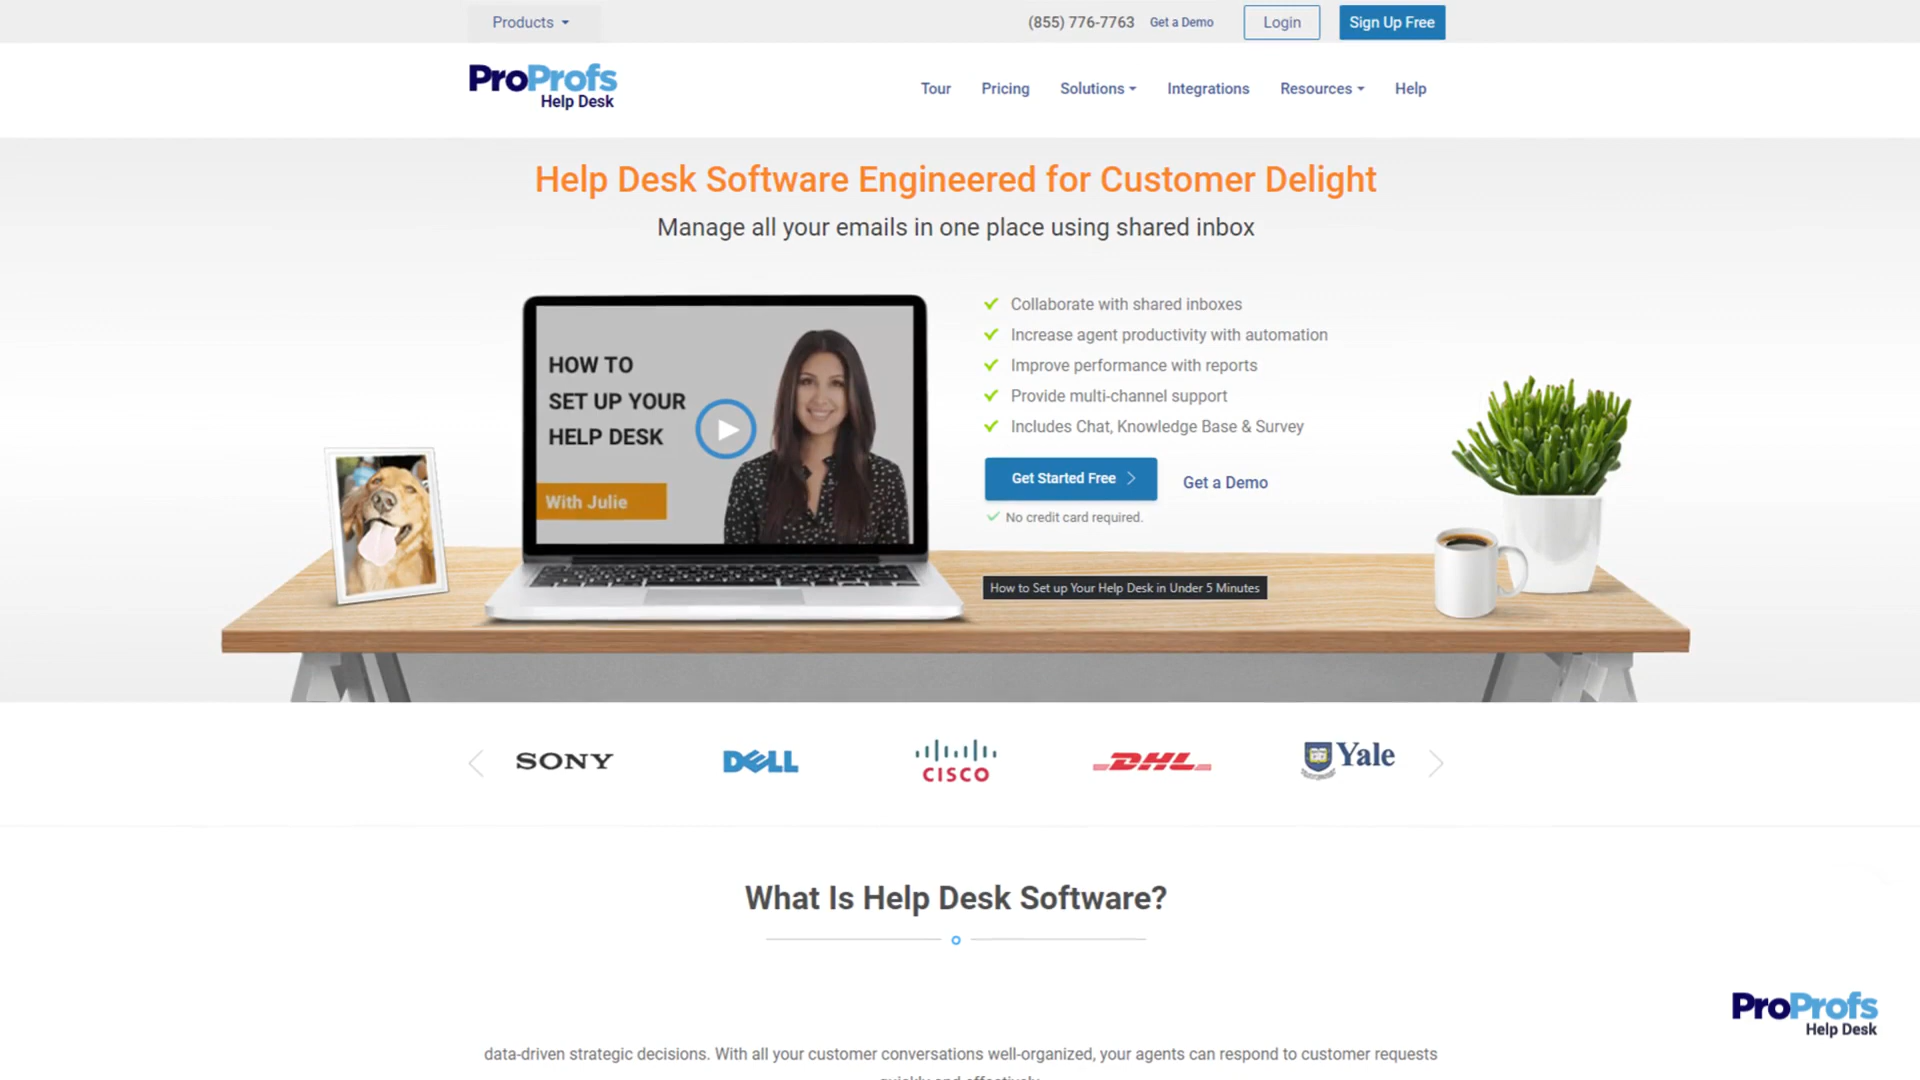 Products
(855) 776-7763 Get a Demo Login Sign Up Free
ProProfs
Help Desk
Tour Pricing Solutions Integrations Resources Help
Help Desk Software Engineered for Customer Delight
Manage all your emails in one place using shared inbox
HOW TO
SET UP YOUR
HELP DESK
With Julie
Collaborate with shared inboxes
Increase agent productivity with automation
Improve performance with reports
Provide multi-channel support
Includes Chat, Knowledge Base & Survey
Get Started Free Get a Demo
No credit card required.
How to Set up Your Help Desk in Under 5 Minutes
SONY DELL CISCO DHL Yale
What Is Help Desk Software?
ProProfs
Help Desk
data-driven strategic decisions. With all your customer conversations well-organized, your agents can respond to customer requests